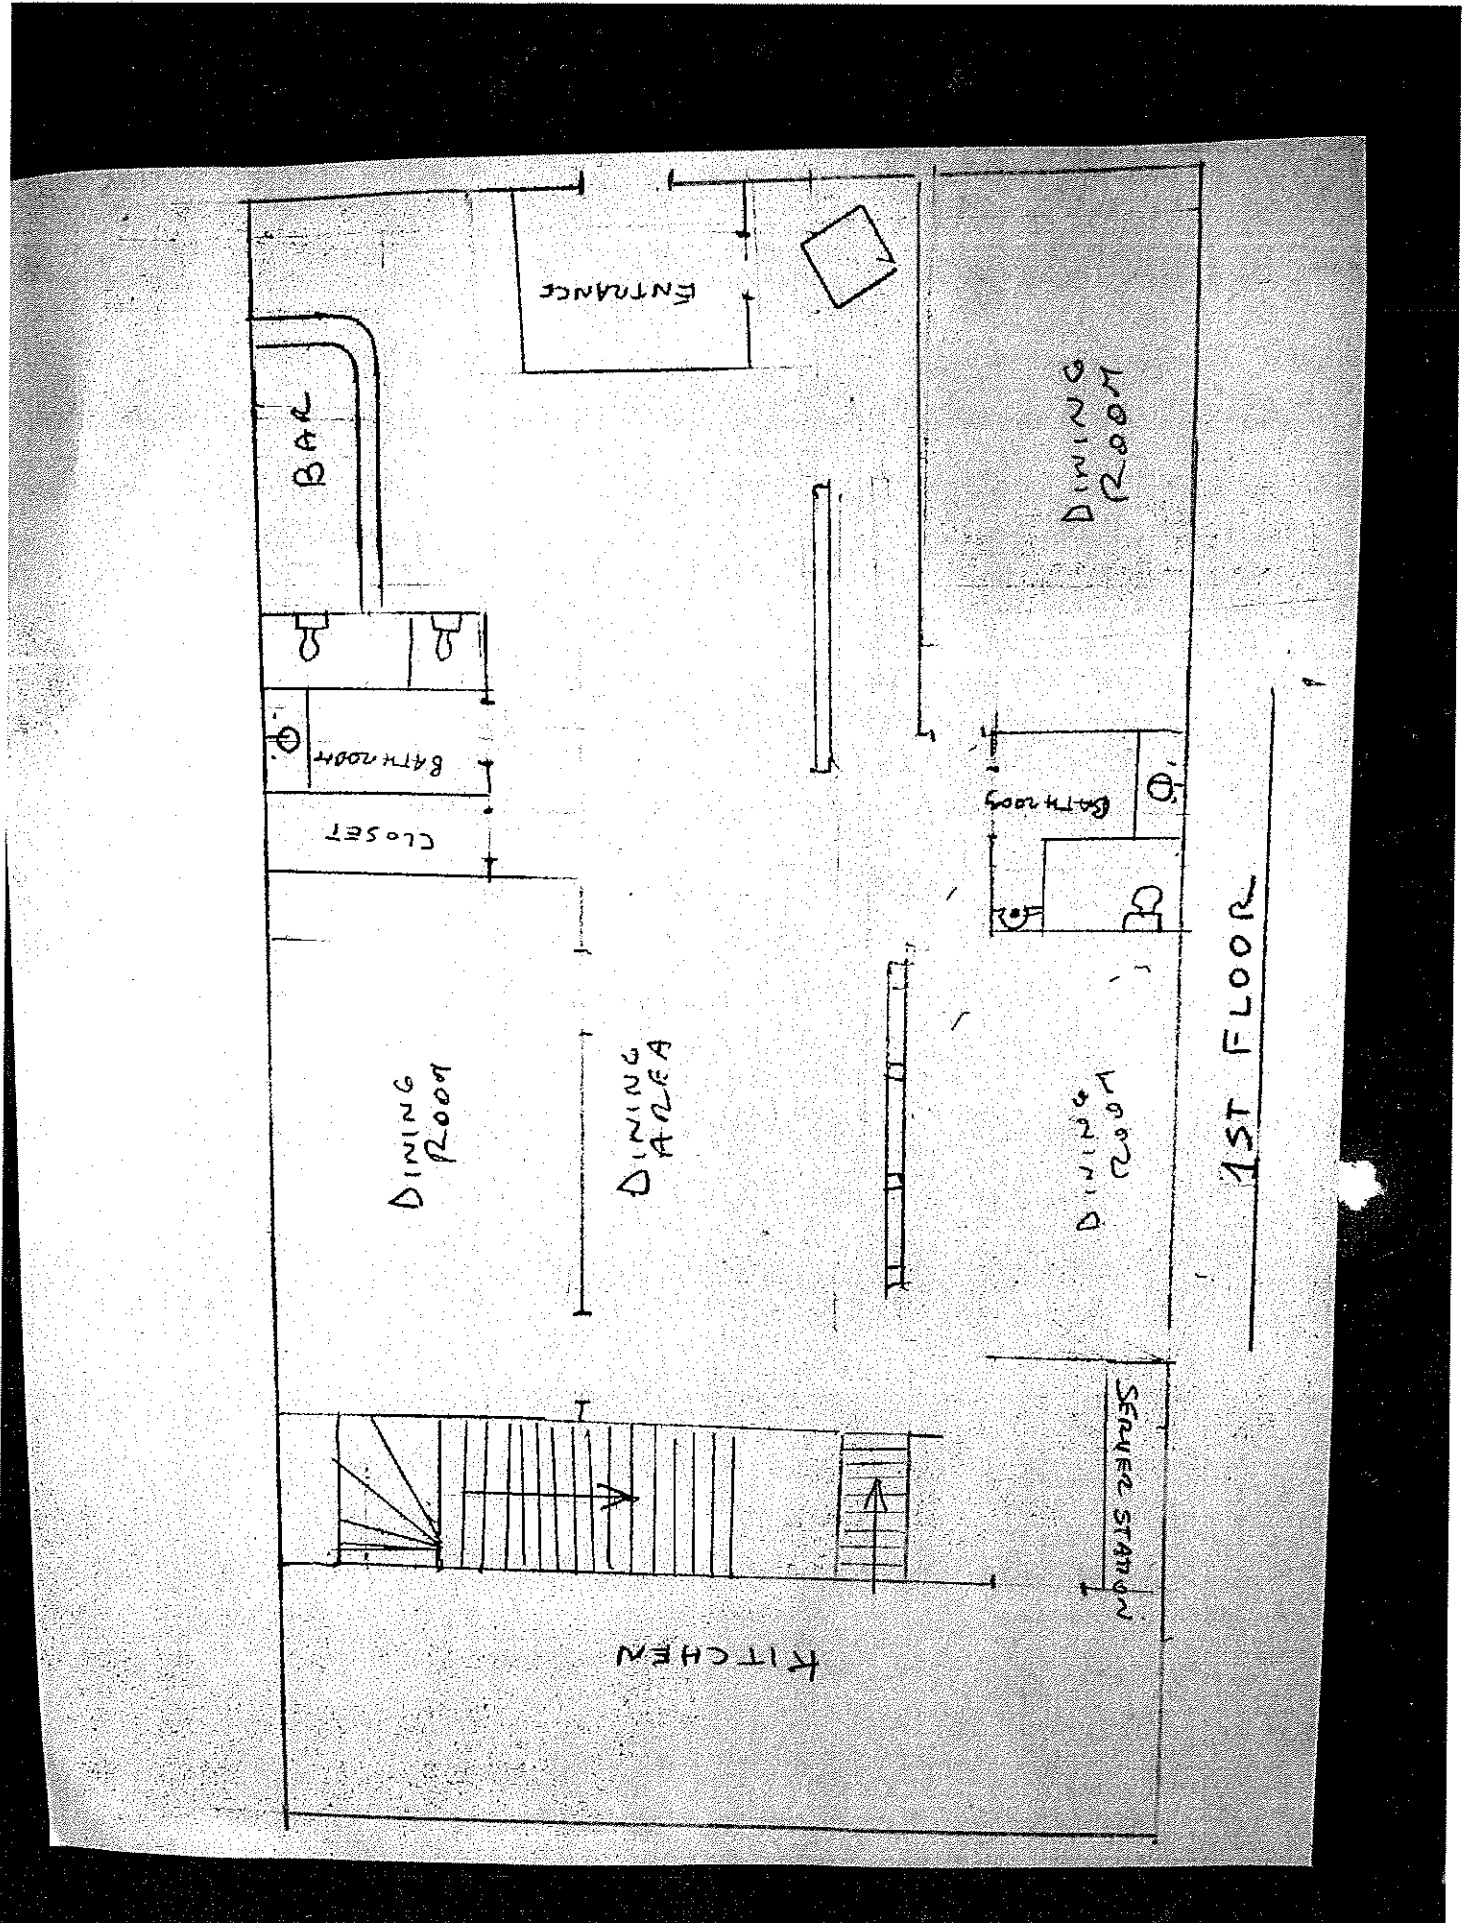 ENTRANCE
BAR
DINING
ROOM
BATHROOM
CLOSET
BATHROOM
DINING
ROOM
DINING
AREA
DINING
ROOM
1ST FLOOR
SERVER STATION
KITCHEN